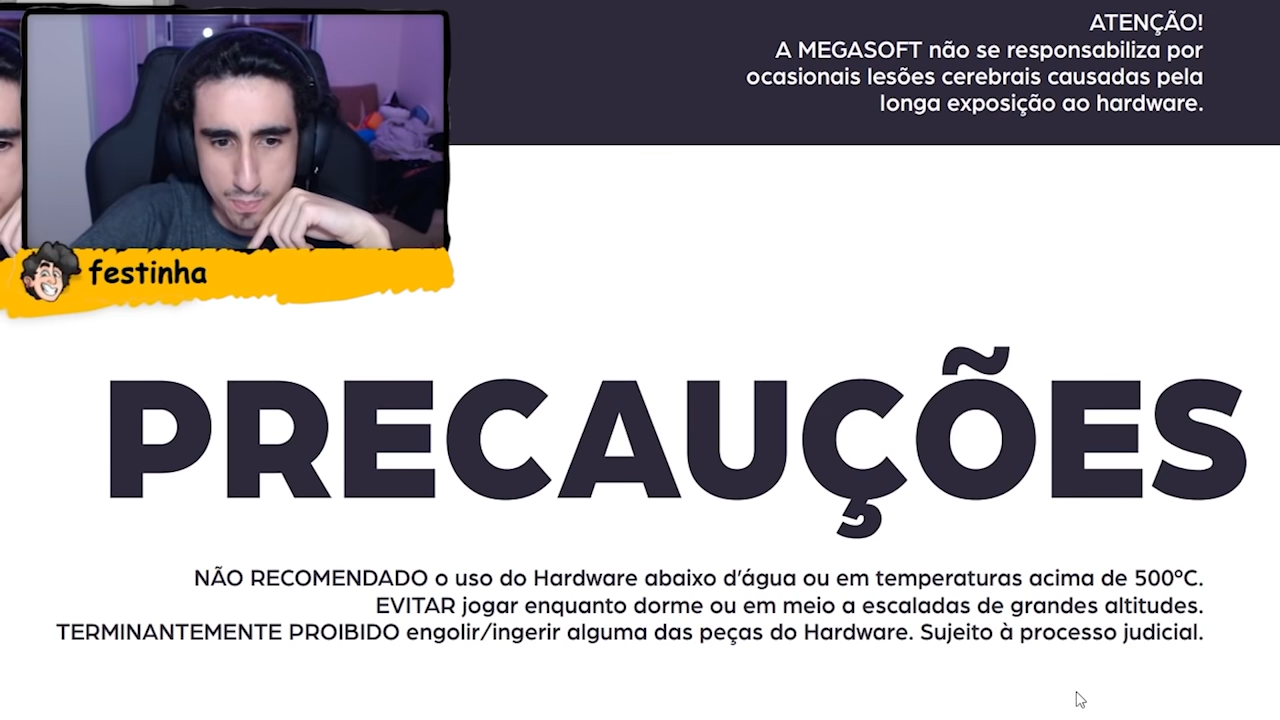 ATENÇÃO!
A MEGASOFT não se responsabiliza por
ocasionais lesões cerebrais causadas pela
longa exposição ao hardware.
festinha
PRECAUÇÕES
NÃO RECOMENDADO o uso do Hardware abaixo d’água ou em temperaturas acima de 500°C.
EVITAR jogar enquanto dorme ou em meio a escaladas de grandes altitudes.
TERMINANTEMENTE PROIBIDO engolir/ingerir alguma das peças do Hardware. Sujeito à processo judicial.